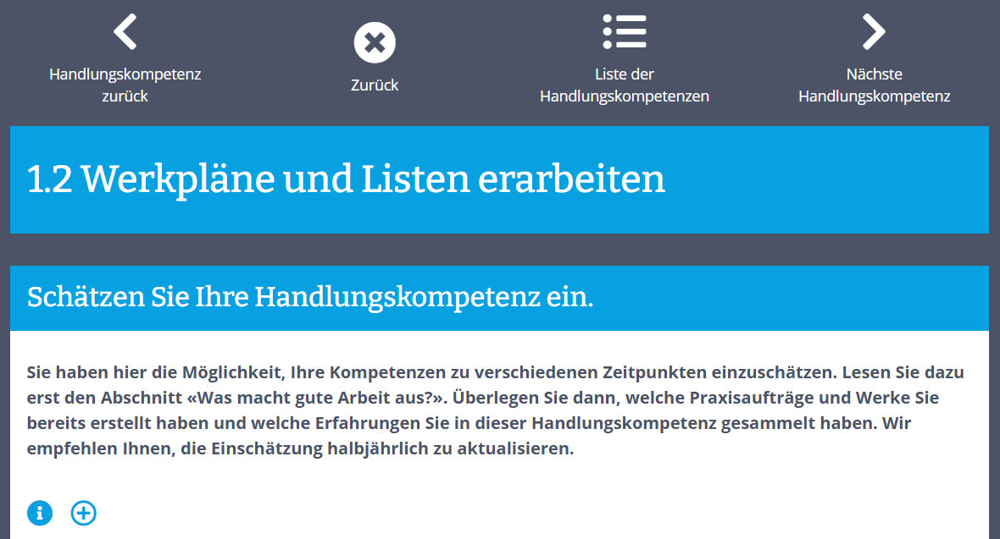 Handlungskompetenz
zurück
Zurück
Liste der
Handlungskompetenzen
Nächste
Handlungskompetenz
1.2 Werkpläne und Listen erarbeiten
Schätzen Sie Ihre Handlungskompetenz ein.
Sie haben hier die Möglichkeit, Ihre Kompetenzen zu verschiedenen Zeitpunkten einzuschätzen. Lesen Sie dazu
erst den Abschnitt «Was macht gute Arbeit aus?». Überlegen Sie dann, welche Praxisaufträge und Werke Sie
bereits erstellt haben und welche Erfahrungen Sie in dieser Handlungskompetenz gesammelt haben. Wir
empfehlen Ihnen, die Einschätzung halbjährlich zu aktualisieren.